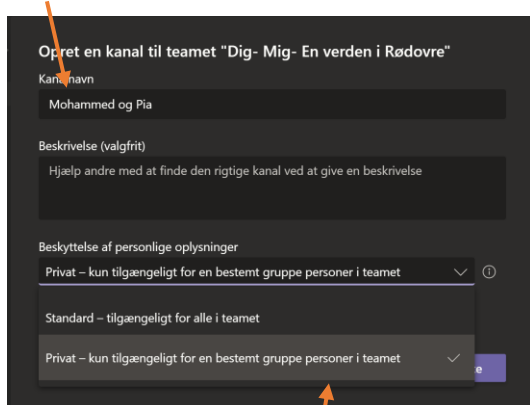 Opret en kanal til teamet "Dig- Mig- En verden i Rødovre"
Kanalnavn
Mohammed og Pia
Beskrivelse (valgfrit)
Hjælp andre med at finde den rigtige kanal ved at give en beskrivelse
Beskyttelse af personlige oplysninger
Privat – kun tilgængeligt for en bestemt gruppe personer i teamet
Standard – tilgængeligt for alle i teamet
Privat – kun tilgængeligt for en bestemt gruppe personer i teamet